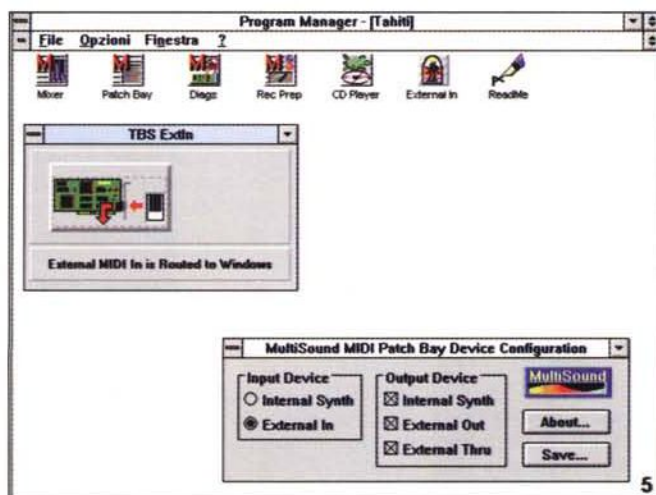 Program Manager - [Tahiti]
File Opzioni Finestra ?
Mixer Patch Bay Diags Rec Prep CD Player External In ReadMe
TBS ExtIn
External MIDI In is Routed to Windows
MultiSound MIDI Patch Bay Device Configuration
Input Device
Internal Synth
External In
Output Device
Internal Synth
External Out
External Thru
MultiSound
About...
Save...
5